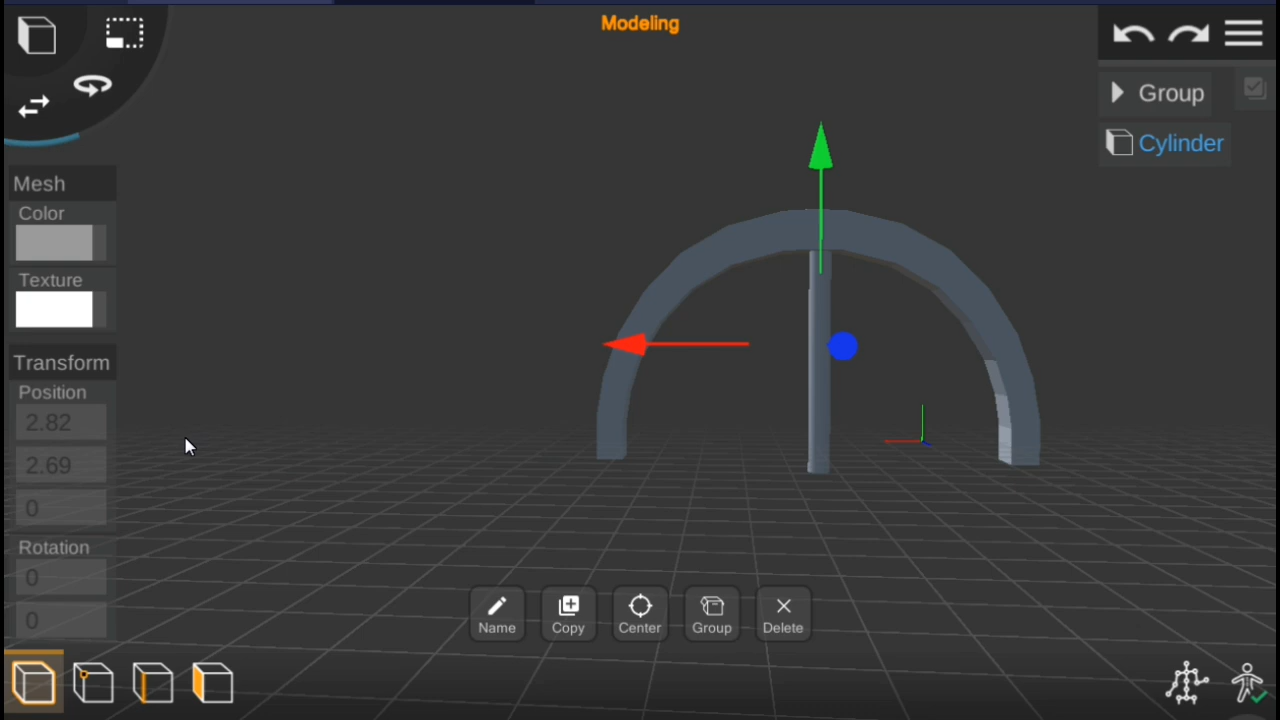 Modeling
Group
Cylinder
Mesh
Color
Texture
Transform
Position
2.82
2.69
0
Rotation
0
0
Name
Copy
Center
Group
Delete